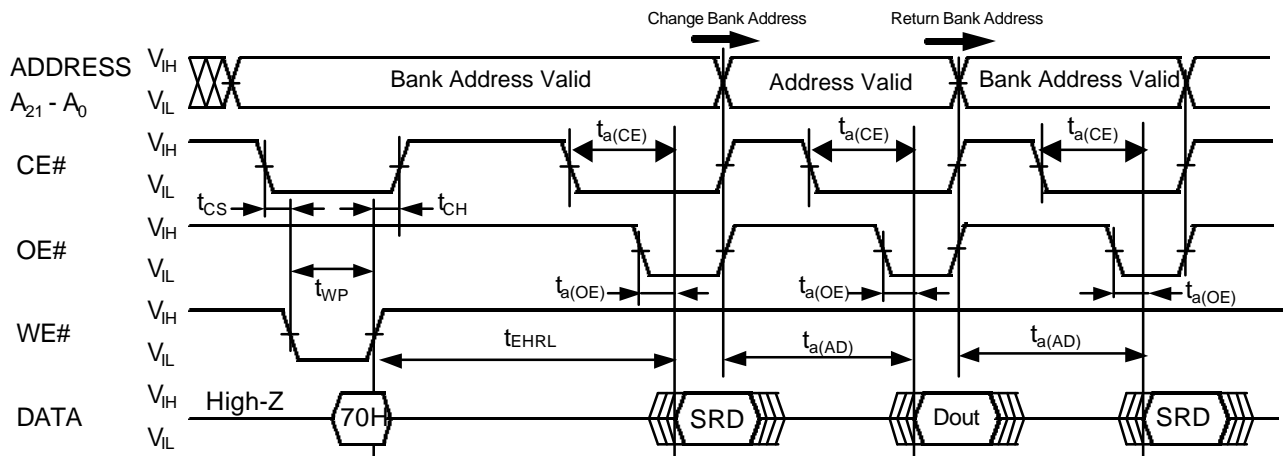 Change Bank Address Return Bank Address
ADDRESS
A21 - A0
VIH
VIL
Bank Address Valid Address Valid Bank Address Valid
CE#
VIH
VIL
ta(CE) ta(CE) ta(CE)
tCS tCH
OE#
VIH
VIL
tWP ta(OE) ta(OE) ta(OE)
WE#
VIH
VIL
tEHRL ta(AD) ta(AD)
DATA
VIH
VIL
High-Z 70H SRD Dout SRD